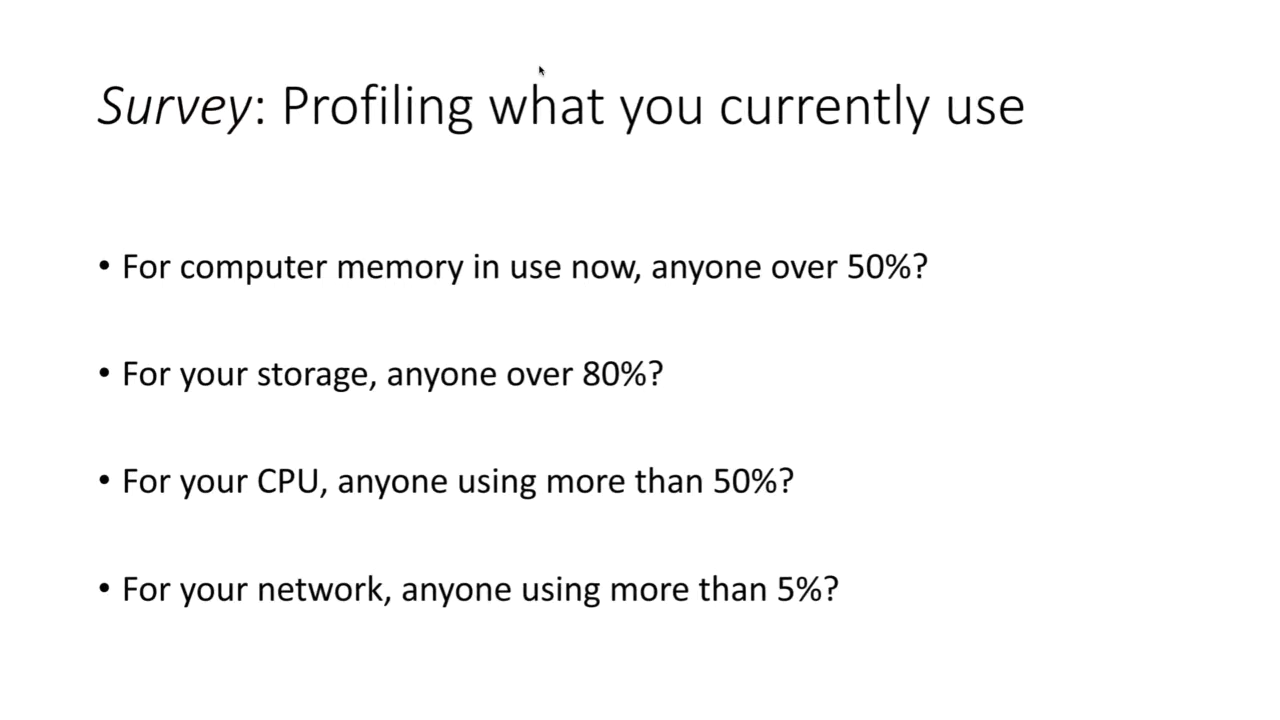 Survey: Profiling what you currently use
• For computer memory in use now, anyone over 50%?
• For your storage, anyone over 80%?
• For your CPU, anyone using more than 50%?
• For your network, anyone using more than 5%?